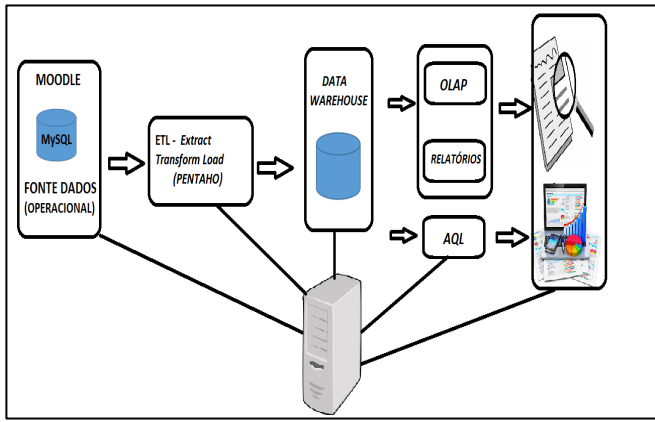 MOODLE
MySQL
FONTE DADOS
(OPERACIONAL)
ETL - Extract
Transform Load
(PENTAHO)
DATA
WAREHOUSE
OLAP
RELATÓRIOS
AQL